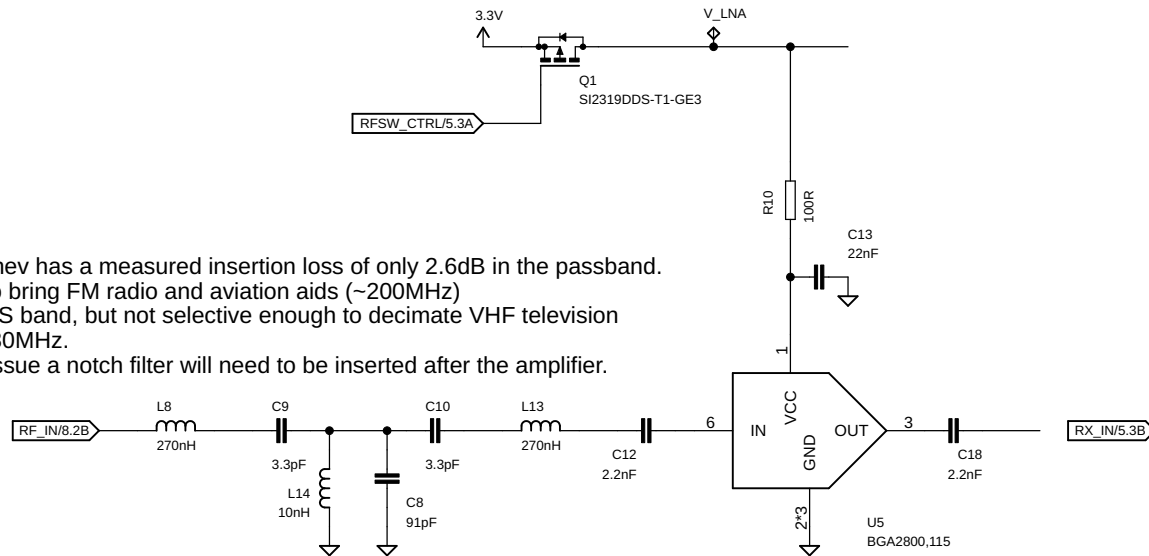 3.3V
V_LNA
Q1
SI2319DDS-T1-GE3
RFSW_CTRL/5.3A
R10
100R
C13
22nF
has a measured insertion loss of only 2.6dB in the passband.
bring FM radio and aviation aids (~200MHz)
S band, but not selective enough to decimate VHF television
0MHz.
ssue a notch filter will need to be inserted after the amplifier.
1
RF_IN/8.2B
L8
270nH
C9
3.3pF
C10
3.3pF
L13
270nH
C12
2.2nF
6
IN
VCC
GND
OUT
3
C18
2.2nF
RX_IN/5.3B
L14
10nH
C8
91pF
2*3
U5
BGA2800,115